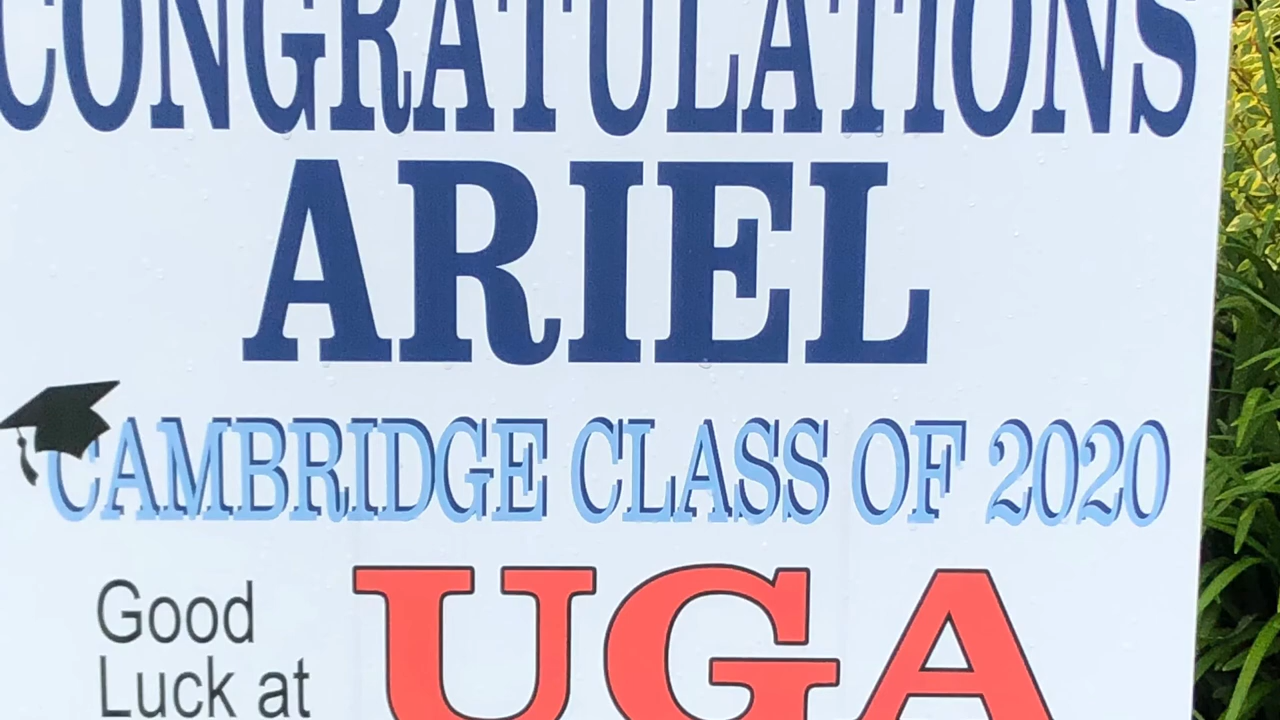 CONGRATULATIONS
ARIEL
CAMBRIDGE CLASS OF 2020
Good
Luck at
UGA